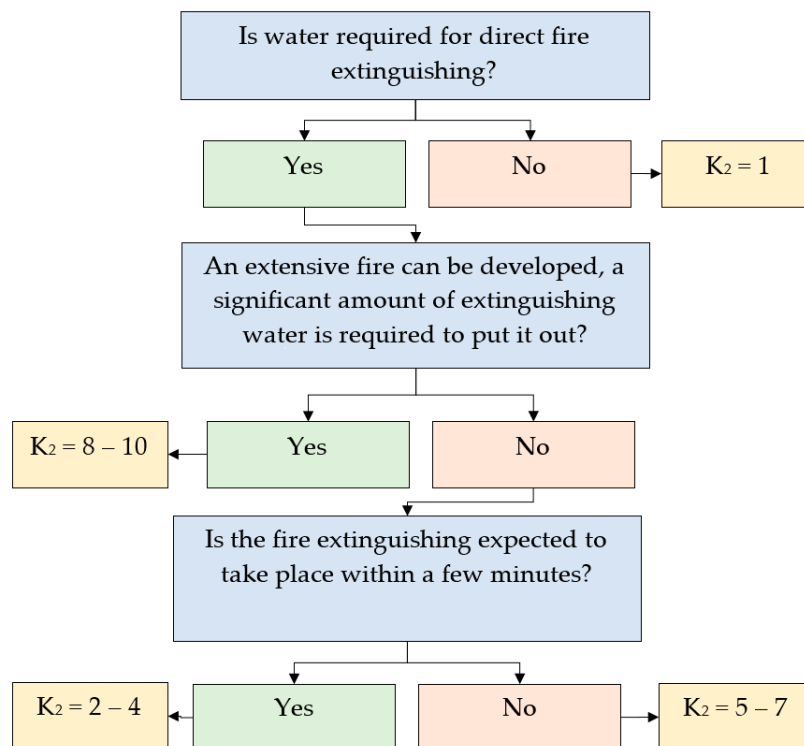 Is water required for direct fire
extinguishing?
Yes
No
K₂ = 1
An extensive fire can be developed, a
significant amount of extinguishing
water is required to put it out?
K₂ = 8 – 10
Yes
No
Is the fire extinguishing expected to
take place within a few minutes?
K₂ = 2 – 4
Yes
No
K₂ = 5 – 7